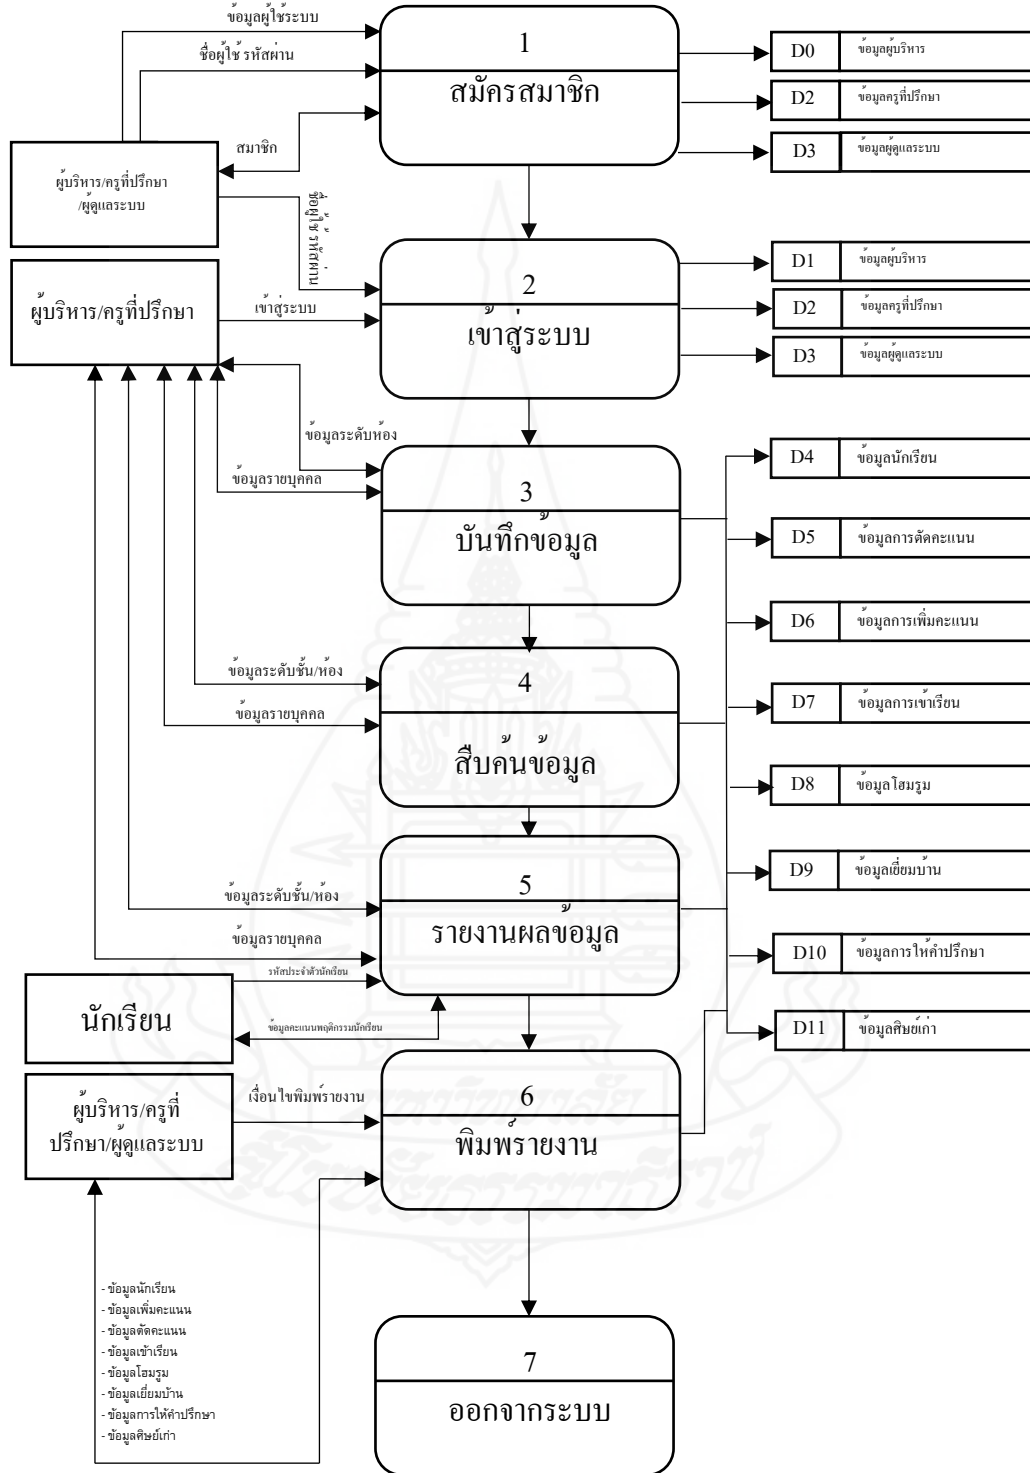 ข้อมูลผู้ใช้ระบบ
ชื่อผู้ใช้ รหัสผ่าน
สมาชิก
ผู้บริหาร/ครูที่ปรึกษา
/ผู้ดูแลระบบ
ชื่อผู้ใช้ รหัสผ่าน
1
สมัครสมาชิก
D0
ข้อมูลผู้บริหาร
D2
ข้อมูลครูที่ปรึกษา
D3
ข้อมูลผู้ดูแลระบบ
ผู้บริหาร/ครูที่ปรึกษา
เข้าสู่ระบบ
2
เข้าสู่ระบบ
D1
ข้อมูลผู้บริหาร
D2
ข้อมูลครูที่ปรึกษา
D3
ข้อมูลผู้ดูแลระบบ
ข้อมูลระดับห้อง
ข้อมูลรายบุคคล
3
บันทึกข้อมูล
D4
ข้อมูลนักเรียน
D5
ข้อมูลการตัดคะแนน
D6
ข้อมูลการเพิ่มคะแนน
ข้อมูลระดับชั้น/ห้อง
ข้อมูลรายบุคคล
4
สืบค้นข้อมูล
D7
ข้อมูลการเข้าเรียน
D8
ข้อมูลโฮมรูม
ข้อมูลระดับชั้น/ห้อง
ข้อมูลรายบุคคล
รหัสประจำตัวนักเรียน
5
รายงานผลข้อมูล
D9
ข้อมูลเยี่ยมบ้าน
D10
ข้อมูลการให้คำปรึกษา
D11
ข้อมูลศิษย์เก่า
นักเรียน
ข้อมูลคะแนนพฤติกรรมนักเรียน
ผู้บริหาร/ครูที่
ปรึกษา/ผู้ดูแลระบบ
เงื่อนไขพิมพ์รายงาน
6
พิมพ์รายงาน
- ข้อมูลนักเรียน
- ข้อมูลเพิ่มคะแนน
- ข้อมูลตัดคะแนน
- ข้อมูลเข้าเรียน
- ข้อมูลโฮมรูม
- ข้อมูลเยี่ยมบ้าน
- ข้อมูลการให้คำปรึกษา
- ข้อมูลศิษย์เก่า
7
ออกจากระบบ
มหาวิทยาลัย
สุโขทัยธรรมาธิราช